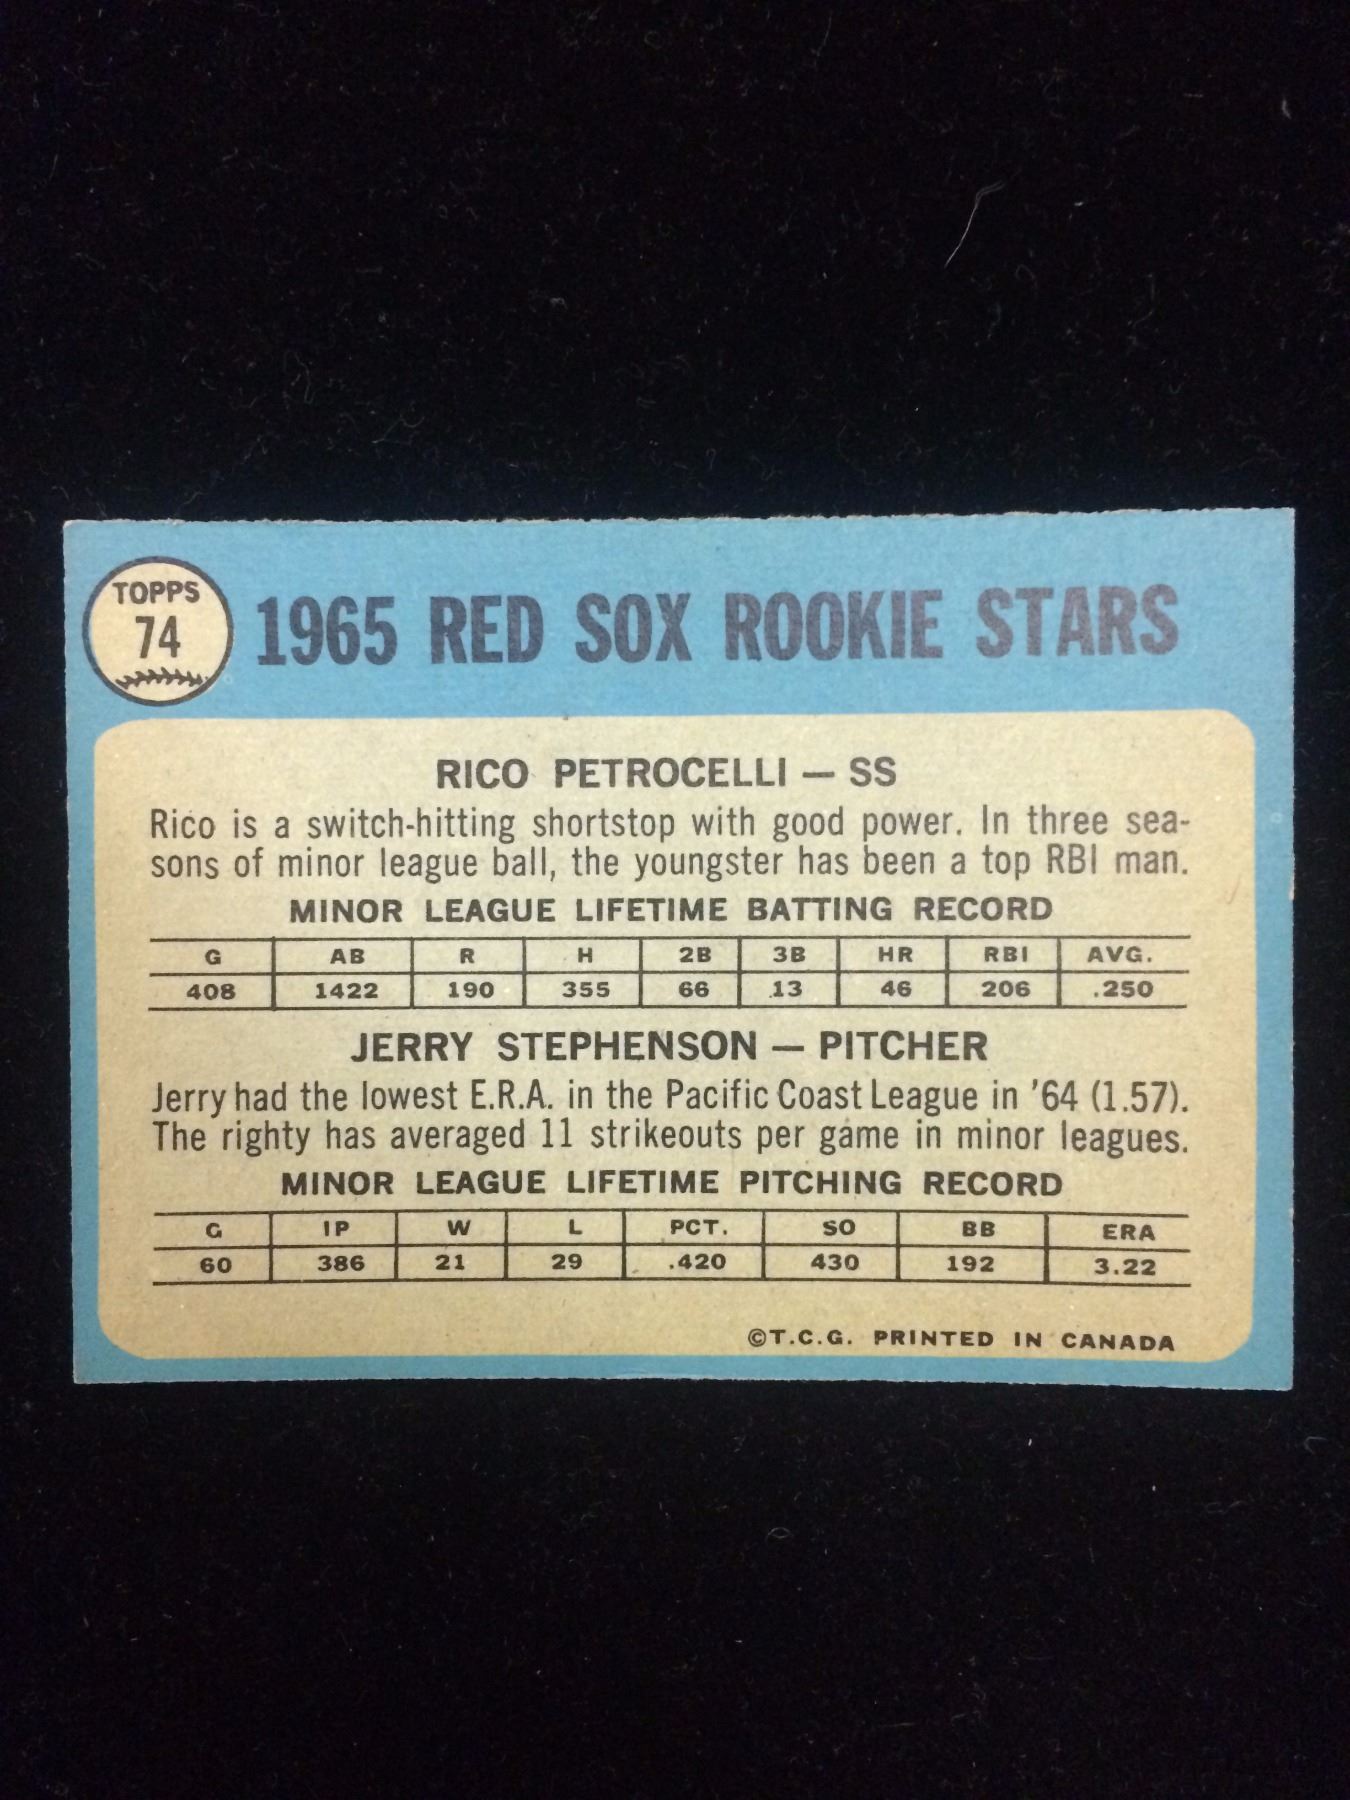 TOPPS
74
1965 RED SOX ROOKIE STARS
RICO PETROCELLI — SS
Rico is a switch-hitting shortstop with good power. In three sea-
sons of minor league ball, the youngster has been a top RBI man.
MINOR LEAGUE LIFETIME BATTING RECORD
G AB R H 2B 3B HR RBI AVG.
408 1422 190 355 66 13 46 206 .250
JERRY STEPHENSON — PITCHER
Jerry had the lowest E.R.A. in the Pacific Coast League in '64 (1.57).
The righty has averaged 11 strikeouts per game in minor leagues.
MINOR LEAGUE LIFETIME PITCHING RECORD
G IP W L PCT. SO BB ERA
60 386 21 29 .420 430 192 3.22
©T.C.G. PRINTED IN CANADA